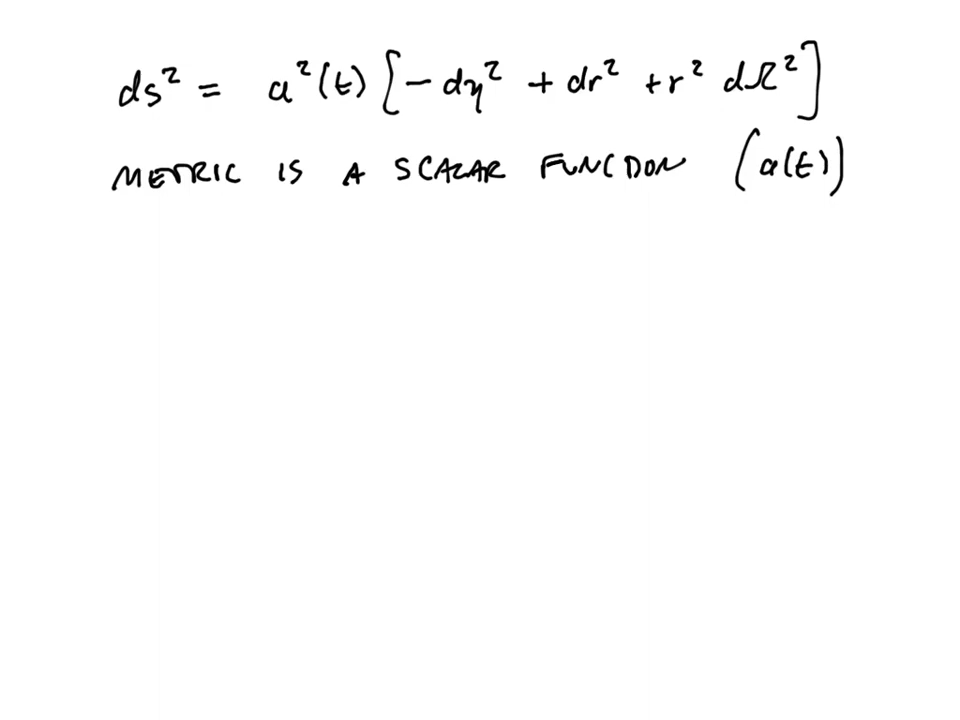 ds² = a²(t) [-dη² + dr² + r² dΩ²]
METRIC IS A SCALAR FUNCTION (a(t))